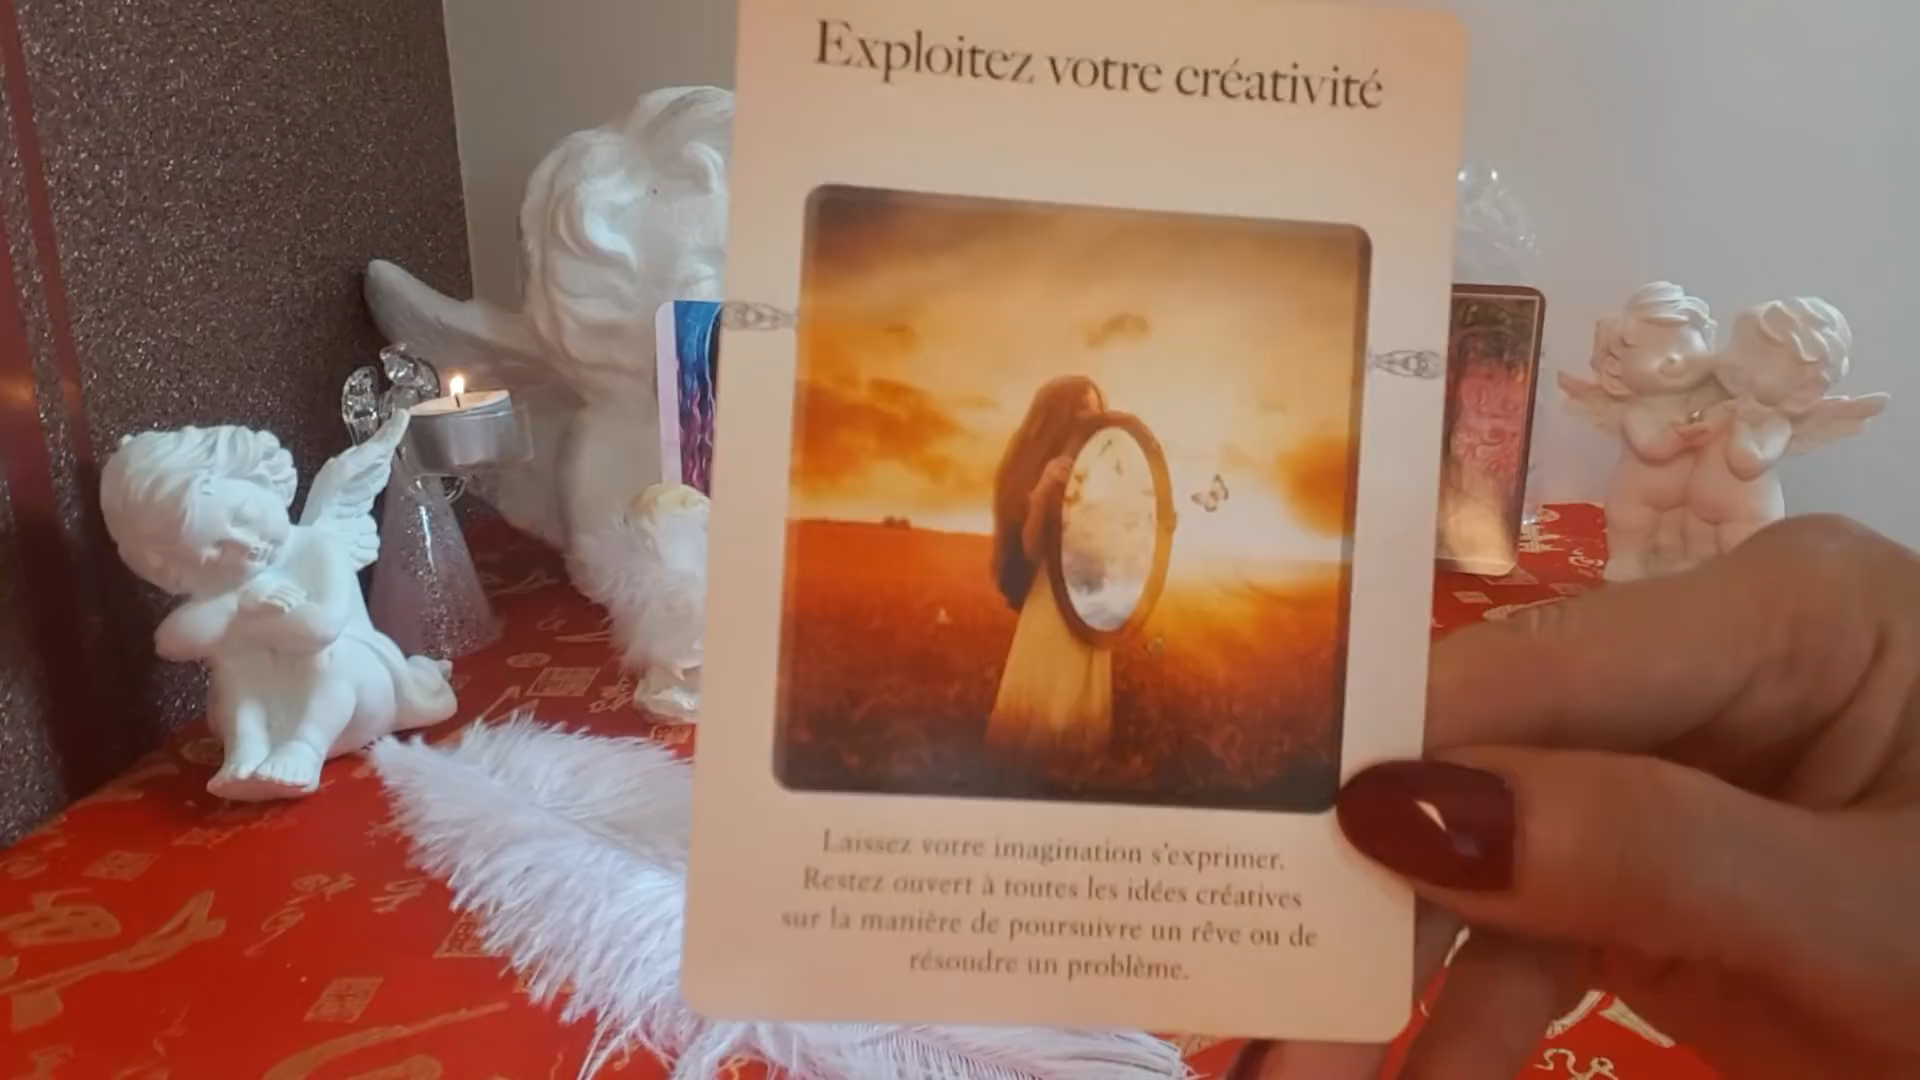 Exploitez votre créativité
Laissez votre imagination s'exprimer.
Restez ouvert à toutes les idées créatives
sur la manière de poursuivre un rêve ou de
résoudre un problème.